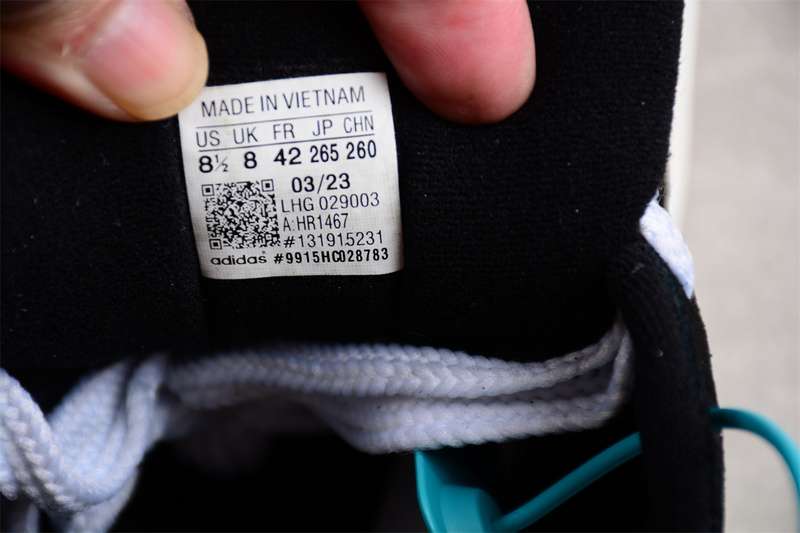 MADE IN VIETNAM
US UK FR JP CHN
8½ 8 42 265 260
03/23
LHG 029003
A:HR1467
#131915231
adidas #9915HC028783